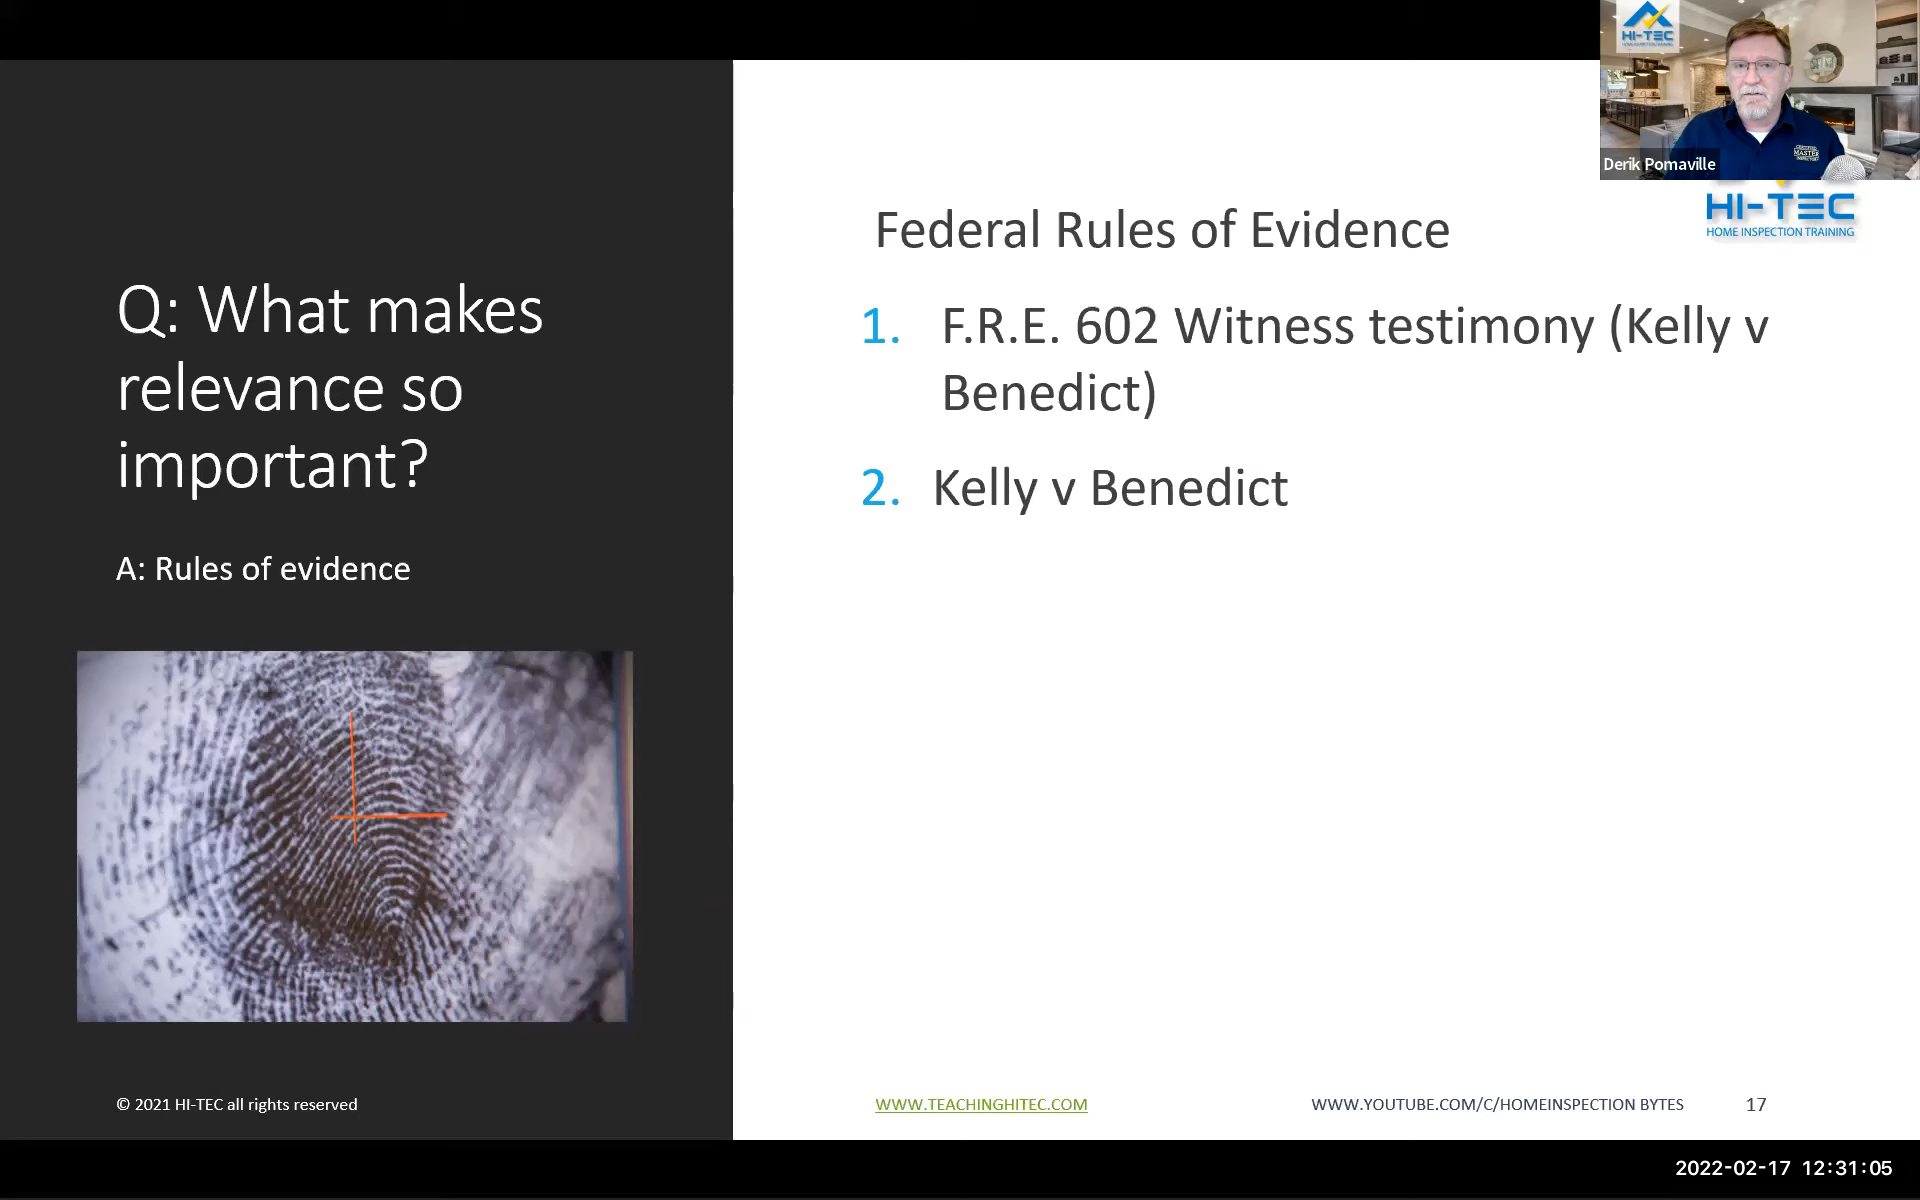 HI-TEC
Derik Pomaville
HI-TEC
HOME INSPECTION TRAINING
Q: What makes
relevance so
important?
A: Rules of evidence
Federal Rules of Evidence
1. F.R.E. 602 Witness testimony (Kelly v
Benedict)
2. Kelly v Benedict
© 2021 HI-TEC all rights reserved
WWW.TEACHINGHITEC.COM
WWW.YOUTUBE.COM/C/HOMEINSPECTION BYTES
17
2022-02-17 12:31:05